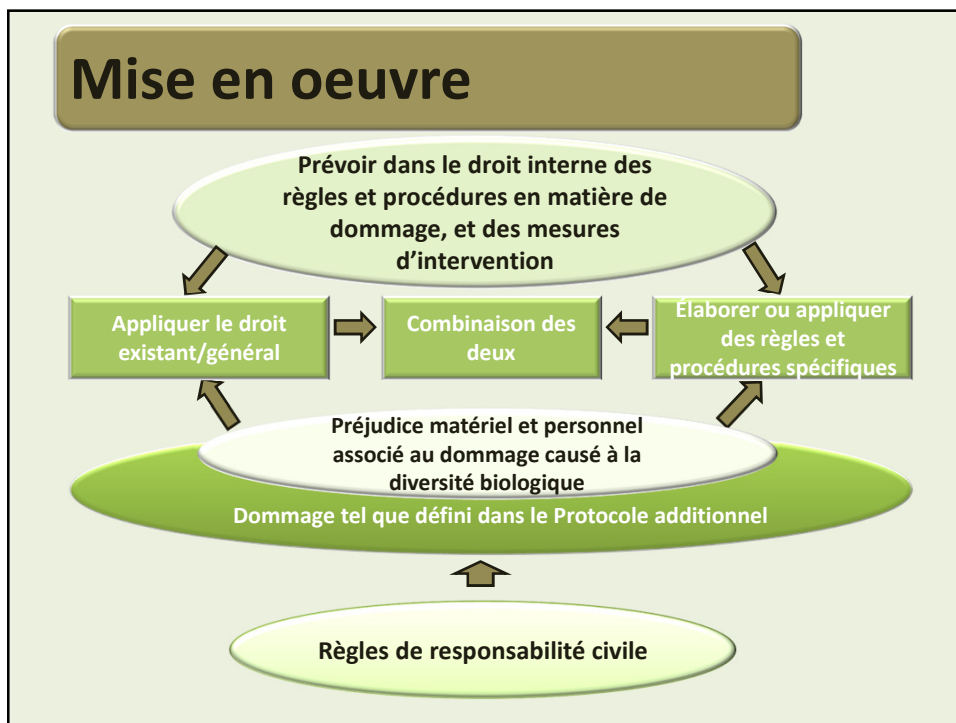 Mise en oeuvre
Prévoir dans le droit interne des
règles et procédures en matière de
dommage, et des mesures
d’intervention
Appliquer le droit
existant/général
Combinaison des
deux
Élaborer ou appliquer
des règles et
procédures spécifiques
Préjudice matériel et personnel
associé au dommage causé à la
diversité biologique
Dommage tel que défini dans le Protocole additionnel
Règles de responsabilité civile